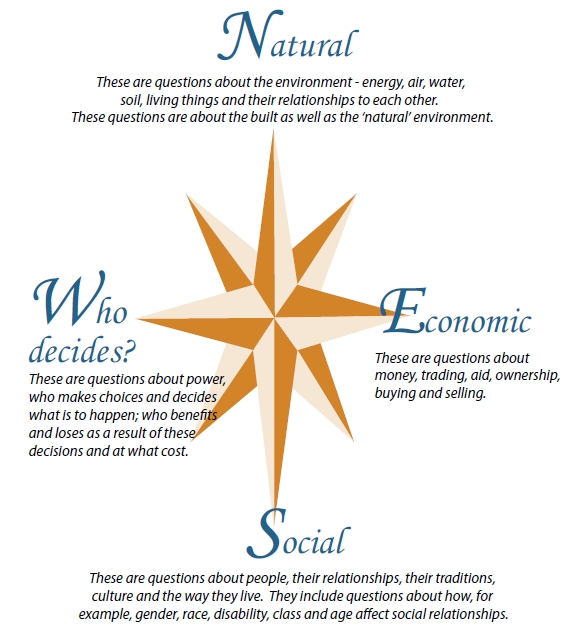 Natural
These are questions about the environment - energy, air, water,
soil, living things and their relationships to each other.
These questions are about the built as well as the ‘natural’ environment.
Who
decides?
These are questions about power,
who makes choices and decides
what is to happen; who benefits
and loses as a result of these
decisions and at what cost.
Economic
These are questions about
money, trading, aid, ownership,
buying and selling.
Social
These are questions about people, their relationships, their traditions,
culture and the way they live.  They include questions about how, for
example, gender, race, disability, class and age affect social relationships.